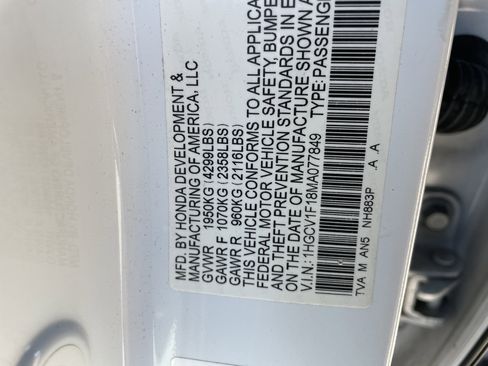 MFD. BY HONDA DEVELOPMENT &
MANUFACTURING OF AMERICA, LLC
GVWR 1950KG (4299LBS)
GAWR F 1070KG (2358LBS)
GAWR R 960KG (2116LBS)
THIS VEHICLE CONFORMS TO ALL APPLICA
FEDERAL MOTOR VEHICLE SAFETY, BUMPE
AND THEFT PREVENTION STANDARDS IN E
ON THE DATE OF MANUFACTURE SHOWN
V.I.N.: 1HGCV1F18MA077849 TYPE: PASSENG
TVA M AN5 NH883P A .A